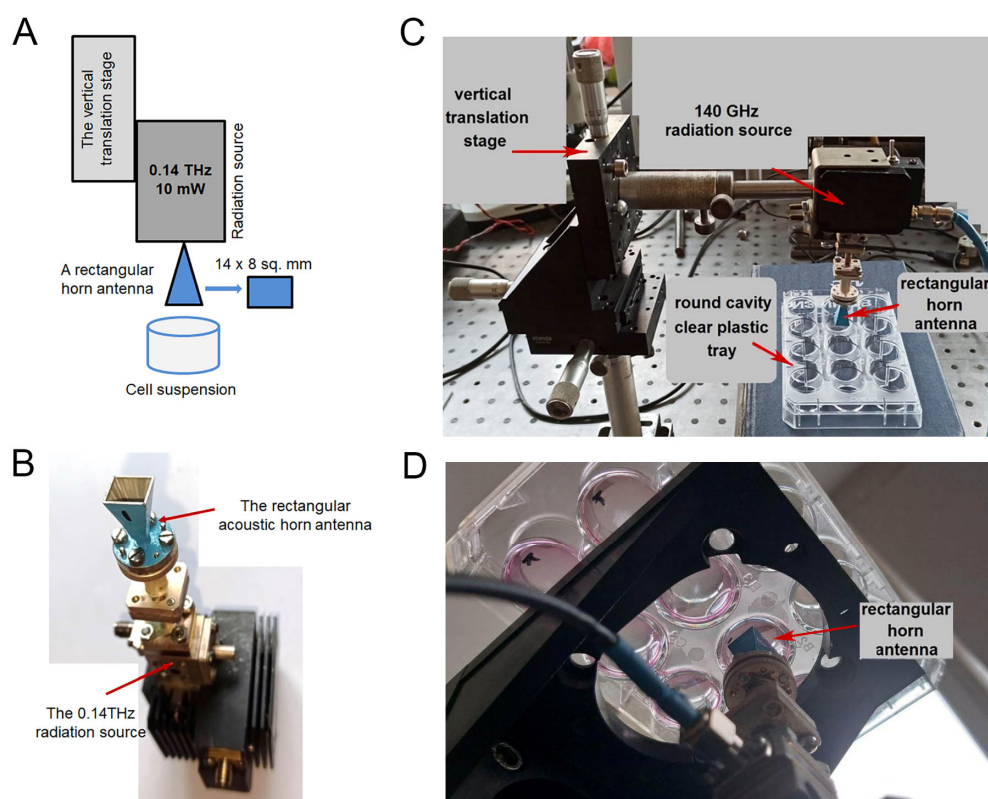 A
The vertical
translation stage
0.14 THz
10 mW
Radiation source
A rectangular
horn antenna
14 x 8 sq. mm
Cell suspension
B
The rectangular
acoustic horn antenna
The 0.14THz
radiation source
C
vertical
translation
stage
140 GHz
radiation source
standa
round cavity
clear plastic
tray
rectangular
horn
antenna
D
rectangular
horn
antenna